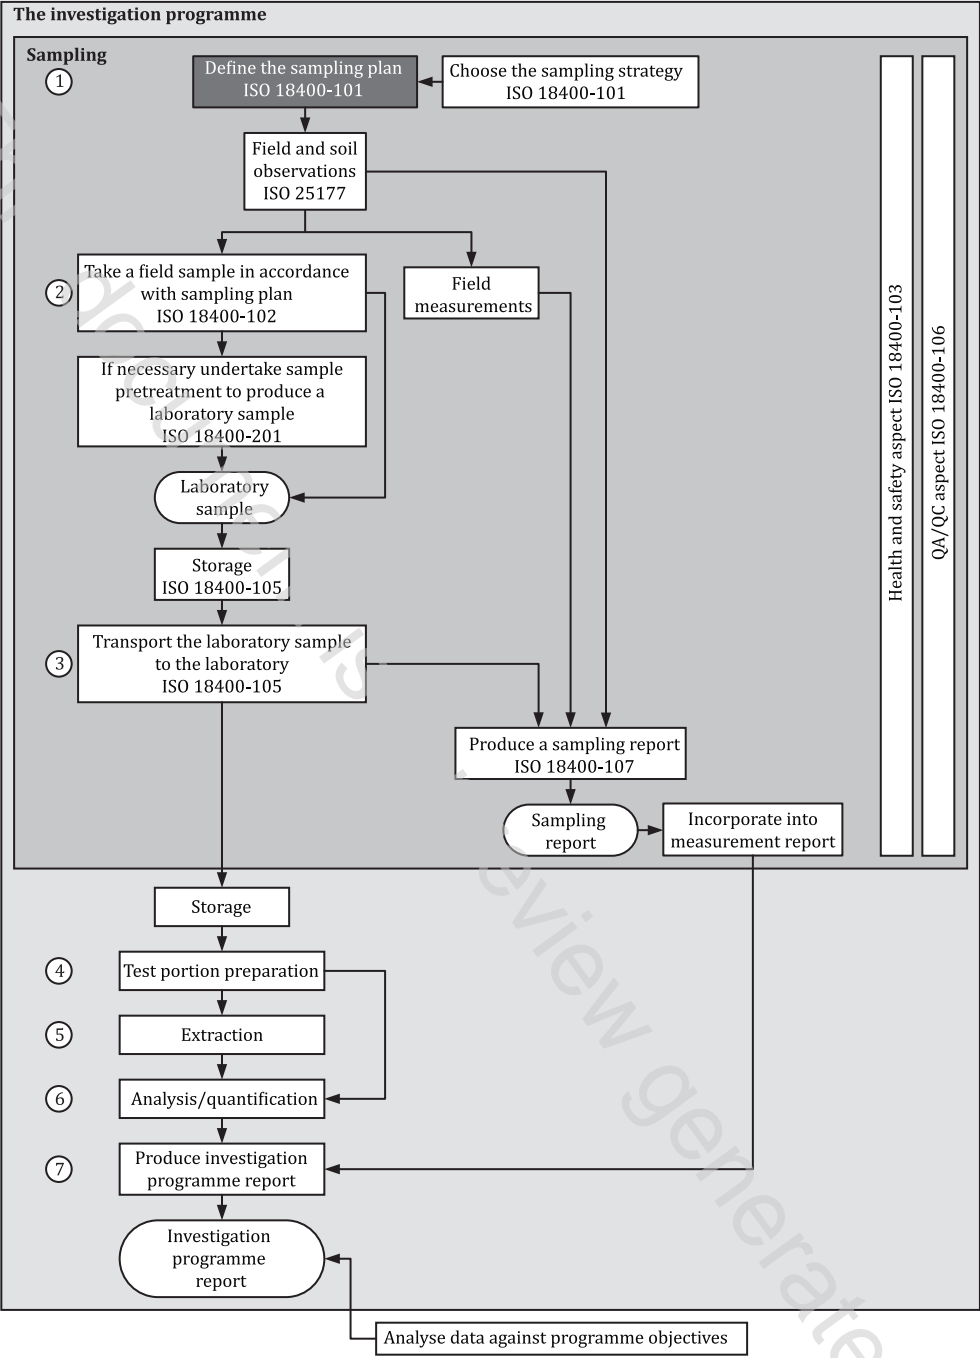 The investigation programme
Sampling
1
Define the sampling plan
ISO 18400-101
Choose the sampling strategy
ISO 18400-101
Field and soil
observations
ISO 25177
2
Take a field sample in accordance
with sampling plan
ISO 18400-102
Field
measurements
If necessary undertake sample
pretreatment to produce a
laboratory sample
ISO 18400-201
Laboratory
sample
Storage
ISO 18400-105
3
Transport the laboratory sample
to the laboratory
ISO 18400-105
Produce a sampling report
ISO 18400-107
Sampling
report
Incorporate into
measurement report
Health and safety aspect ISO 18400-103
QA/QC aspect ISO 18400-106
Storage
4
Test portion preparation
5
Extraction
6
Analysis/quantification
7
Produce investigation
programme report
Investigation
programme
report
Analyse data against programme objectives
document is
review generate